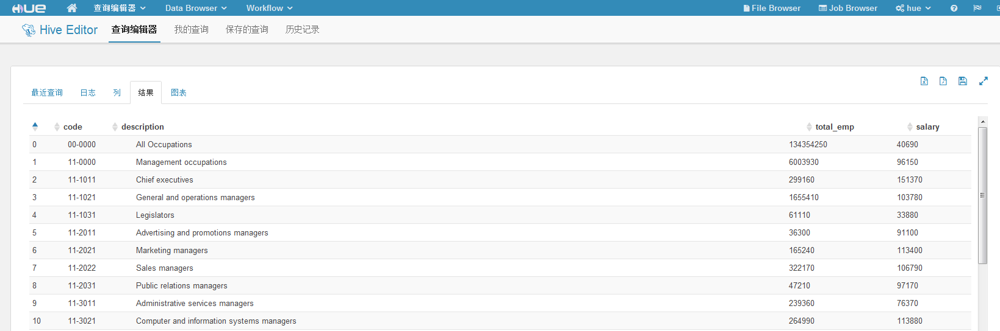 HUE 查询编辑器 Data Browser Workflow File Browser Job Browser hue
Hive Editor 查询编辑器 我的查询 保存的查询 历史记录
最近查询 日志 列 结果 图表
code description total_emp salary
0 00-0000 All Occupations 134354250 40690
1 11-0000 Management occupations 6003930 96150
2 11-1011 Chief executives 299160 151370
3 11-1021 General and operations managers 1655410 103780
4 11-1031 Legislators 61110 33880
5 11-2011 Advertising and promotions managers 36300 91100
6 11-2021 Marketing managers 165240 113400
7 11-2022 Sales managers 322170 106790
8 11-2031 Public relations managers 47210 97170
9 11-3011 Administrative services managers 239360 76370
10 11-3021 Computer and information systems managers 264990 113880